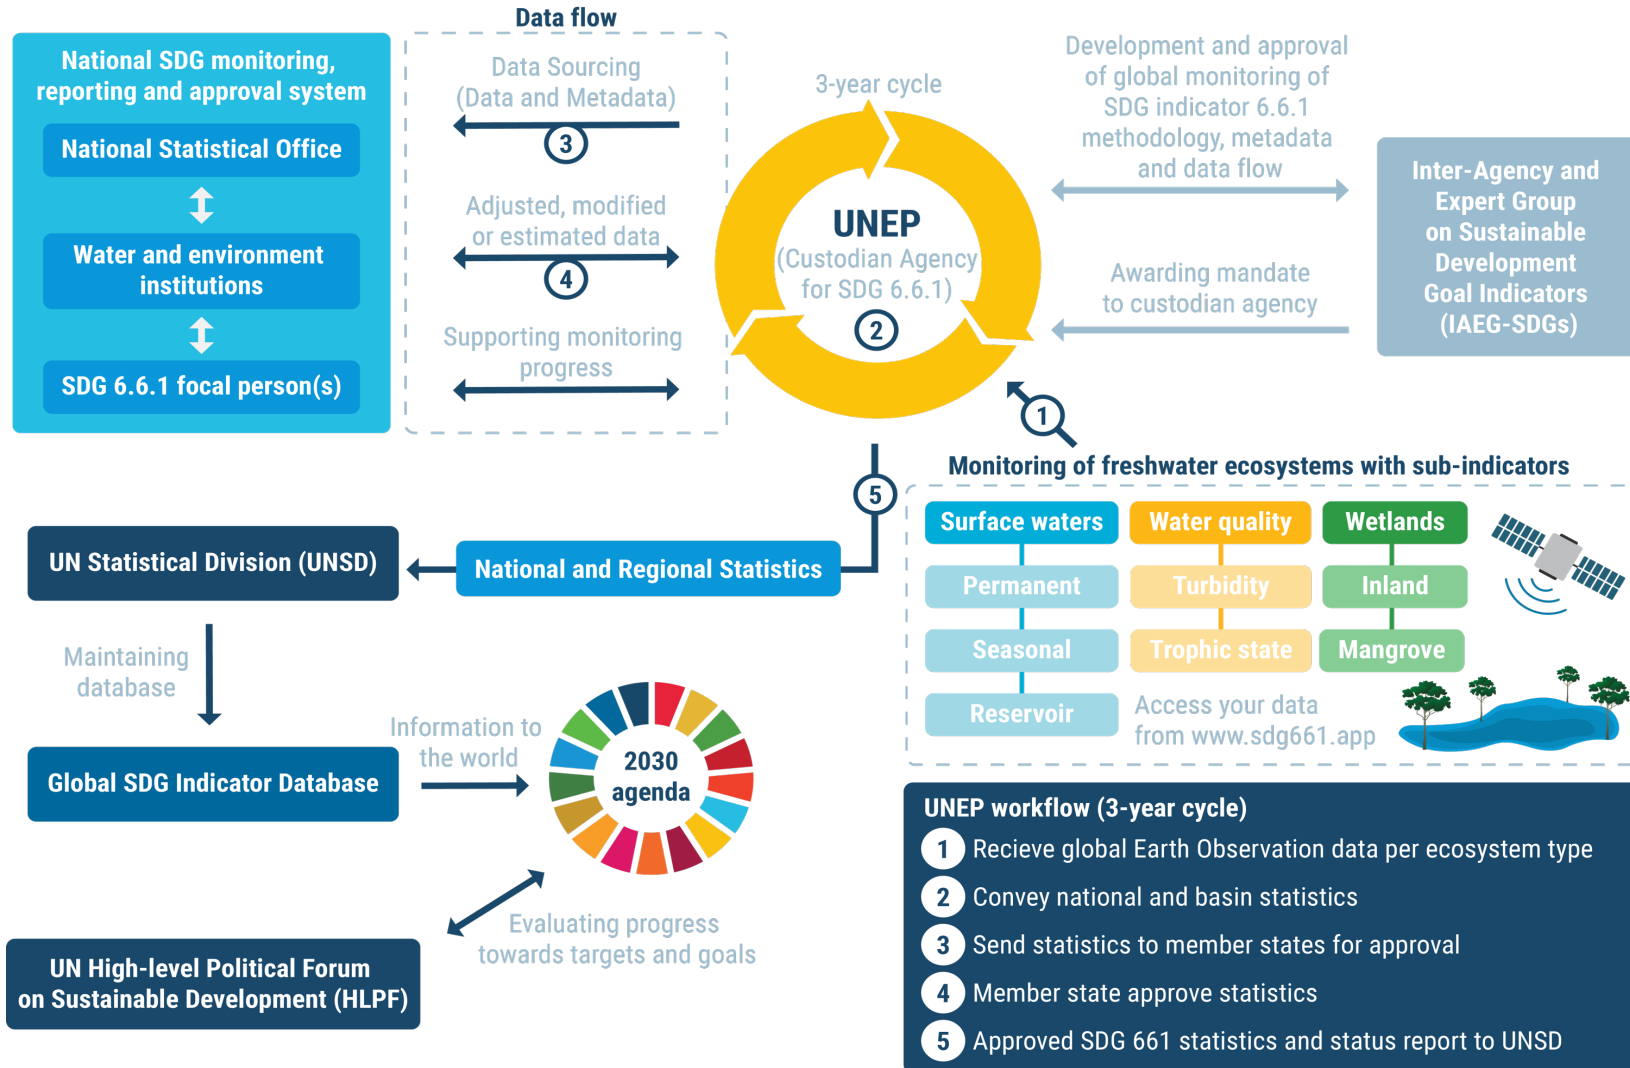 Data flow
National SDG monitoring,
reporting and approval system
National Statistical Office
Water and environment
institutions
SDG 6.6.1 focal person(s)
Data Sourcing
(Data and Metadata)
3
Adjusted, modified
or estimated data
4
Supporting monitoring
progress
3-year cycle
UNEP
(Custodian Agency
for SDG 6.6.1)
2
Development and approval
of global monitoring of
SDG indicator 6.6.1
methodology, metadata
and data flow
Awarding mandate
to custodian agency
Inter-Agency and
Expert Group
on Sustainable
Development
Goal Indicators
(IAEG-SDGs)
1
Monitoring of freshwater ecosystems with sub-indicators
Surface waters
Permanent
Seasonal
Reservoir
Water quality
Turbidity
Trophic state
Wetlands
Inland
Mangrove
Access your data
from www.sdg661.app
5
National and Regional Statistics
UN Statistical Division (UNSD)
Maintaining
database
Global SDG Indicator Database
Information to
the world
2030
agenda
Evaluating progress
towards targets and goals
UN High-level Political Forum
on Sustainable Development (HLPF)
UNEP workflow (3-year cycle)
1 Recieve global Earth Observation data per ecosystem type
2 Convey national and basin statistics
3 Send statistics to member states for approval
4 Member state approve statistics
5 Approved SDG 661 statistics and status report to UNSD